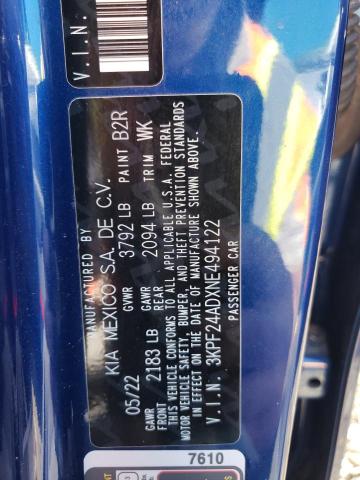 V.I.N.
MANUFACTURED BY
KIA MEXICO S.A. DE C.V.
05/22 GVWR 3792 LB PAINT B2R
GAWR FRONT 2183 LB GAWR REAR 2094 LB TRIM WK
THIS VEHICLE CONFORMS TO ALL APPLICABLE U.S.A. FEDERAL
MOTOR VEHICLE SAFETY, BUMPER, AND THEFT PREVENTION STANDARDS
IN EFFECT ON THE DATE OF MANUFACTURE SHOWN ABOVE.
V.I.N. 3KPF24ADXNE494122
PASSENGER CAR
7610